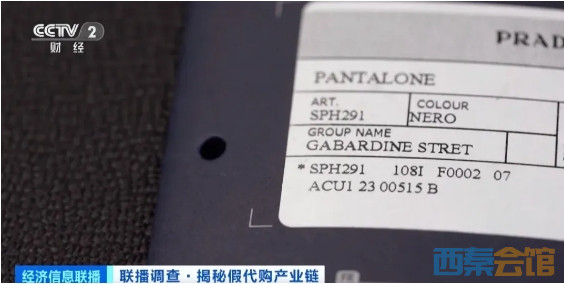 CCTV 2
财经
PRAD
PANTALONE
ART.
COLOUR
SPH291
NERO
GROUP NAME
GABARDINE STRET
* SPH291 108I F0002 07
ACU1 23 00515 B
FR
西秦会馆
经济信息联播
联播调查·揭秘假代购产业链